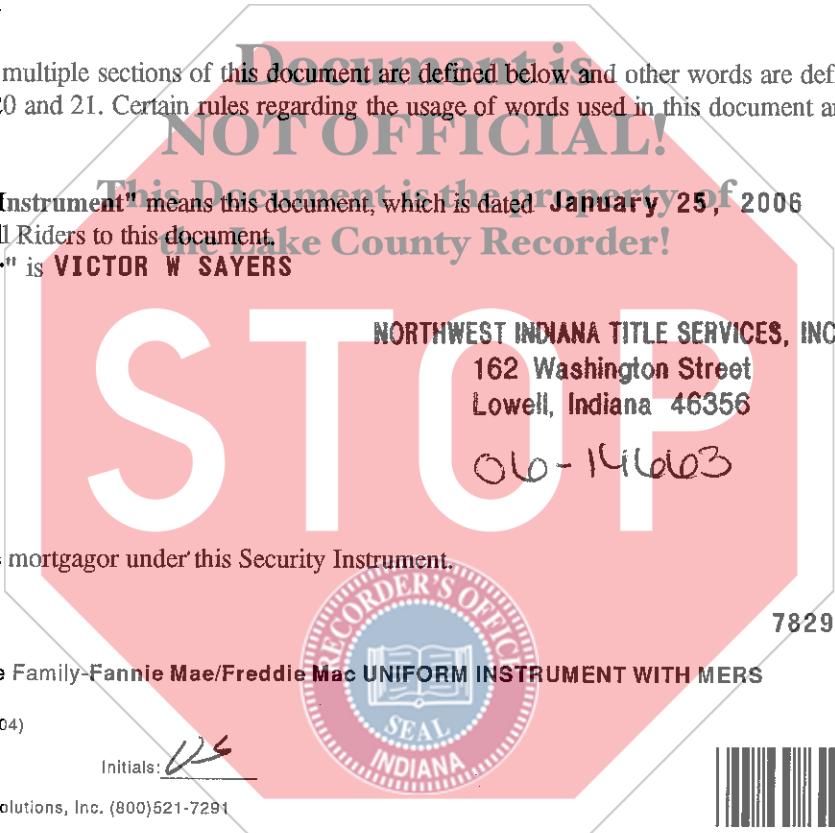 Document is
multiple sections of this document are defined below and other words are def
20 and 21. Certain rules regarding the usage of words used in this document a
NOT OFFICIAL!
This Document is the property of
Instrument" means this document, which is dated January 25, 2006
l Riders to this document.
the Lake County Recorder!
" is VICTOR W SAYERS
STOP
NORTHWEST INDIANA TITLE SERVICES, INC
162 Washington Street
Lowell, Indiana 46356
06-14663
mortgagor under this Security Instrument.
RECORDER'S OFFICE
7829
e Family-Fannie Mae/Freddie Mac UNIFORM INSTRUMENT WITH MERS
04)
SEAL
INDIANA
Initials: VS
olutions, Inc. (800)521-7291